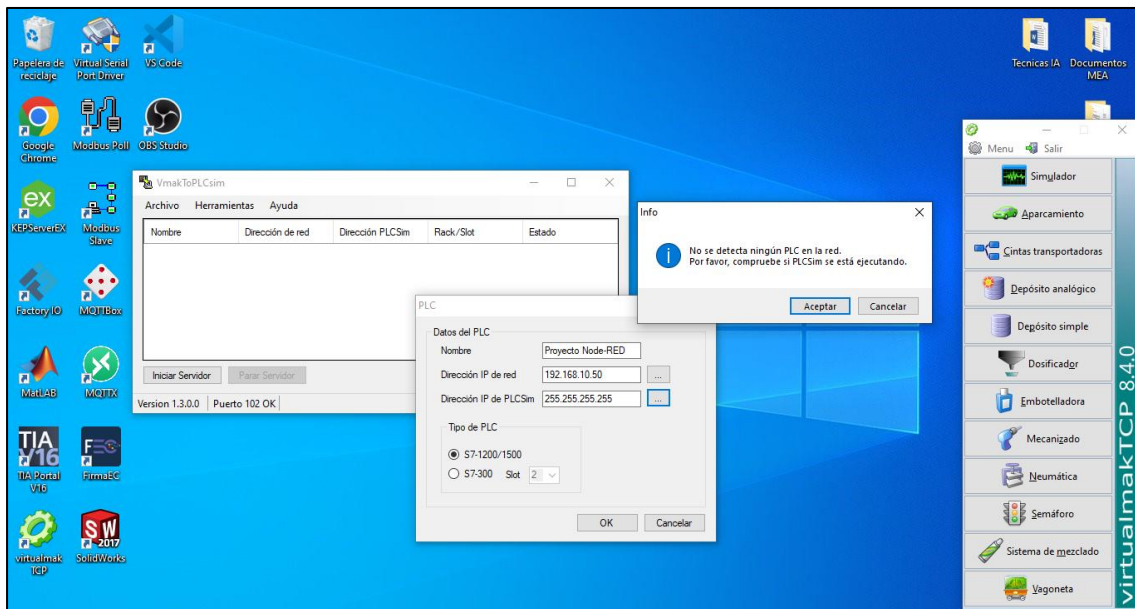 Papelera de
reciclaje
Virtual Serial
Port Driver
VS Code
Google
Chrome
Modbus Poll
OBS Studio
KEPServerEX
Modbus
Slave
Factory IO
MQTTBox
MatLAB
MQTTX
TIA
V16
TIA Portal
V16
FirmaEC
virtualmak
TCP
SW
2017
SolidWorks
Tecnicas IA
Documentos
MEA
VmakToPLCsim
Archivo Herramientas Ayuda
Nombre Dirección de red Dirección PLCSim Rack/Slot Estado
Iniciar Servidor Parar Servidor
Version 1.3.0.0 Puerto 102 OK
PLC
Datos del PLC
Nombre Proyecto Node-RED
Dirección IP de red 192.168.10.50 ...
Dirección IP de PLCSim 255.255.255.255 ...
Tipo de PLC
S7-1200/1500
S7-300 Slot 2
OK Cancelar
Info
No se detecta ningún PLC en la red.
Por favor, compruebe si PLCSim se está ejecutando.
Aceptar Cancelar
Menu Salir
Simulador
Aparcamiento
Cintas transportadoras
Depósito analógico
Depósito simple
Dosificador
Embotelladora
Mecanizado
Neumática
Semáforo
Sistema de mezclado
Vagoneta
virtualmakTCP 8.4.0